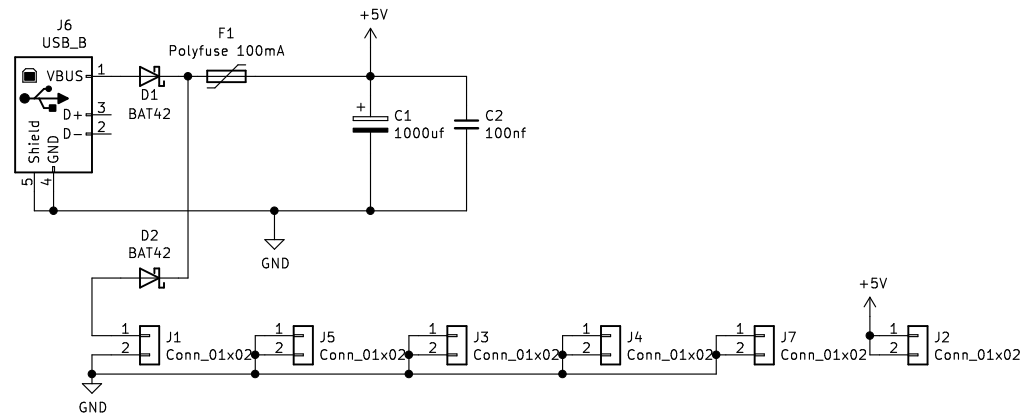 J6
USB_B
F1
Polyfuse 100mA
+5V
VBUS 1
D1
BAT42
D+ 3
D- 2
Shield
GND
5
4
+
C1
1000uf
C2
100nf
GND
D2
BAT42
+5V
1 J1
2 Conn_01x02
1 J5
2 Conn_01x02
1 J3
2 Conn_01x02
1 J4
2 Conn_01x02
1 J7
2 Conn_01x02
1 J2
2 Conn_01x02
GND